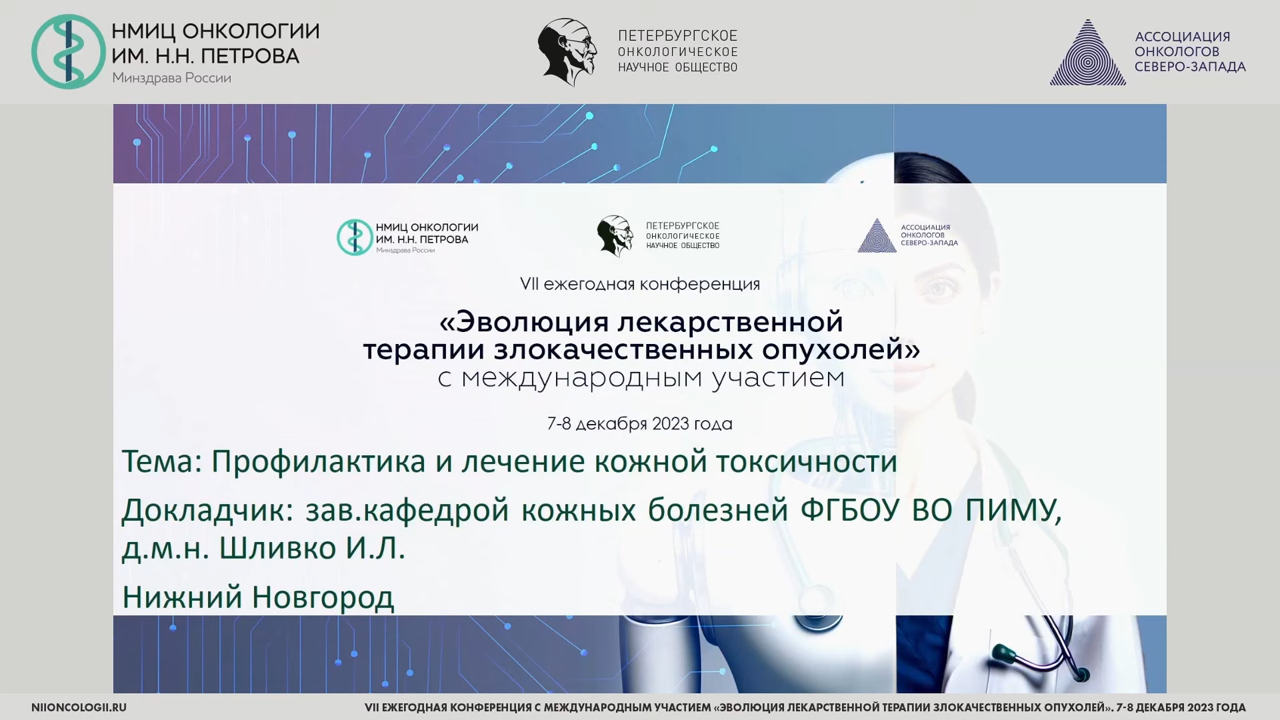 НМИЦ ОНКОЛОГИИ
ИМ. Н.Н. ПЕТРОВА
Минздрава России
ПЕТЕРБУРГСКОЕ
ОНКОЛОГИЧЕСКОЕ
НАУЧНОЕ ОБЩЕСТВО
АССОЦИАЦИЯ
ОНКОЛОГОВ
СЕВЕРО-ЗАПАДА
НМИЦ ОНКОЛОГИИ
ИМ. Н.Н. ПЕТРОВА
Минздрава России
ПЕТЕРБУРГСКОЕ
ОНКОЛОГИЧЕСКОЕ
НАУЧНОЕ ОБЩЕСТВО
АССОЦИАЦИЯ
ОНКОЛОГОВ
СЕВЕРО-ЗАПАДА
VII ежегодная конференция
«Эволюция лекарственной
терапии злокачественных опухолей»
с международным участием
7-8 декабря 2023 года
Тема: Профилактика и лечение кожной токсичности
Докладчик: зав.кафедрой кожных болезней ФГБОУ ВО ПИМУ,
д.м.н. Шливко И.Л.
Нижний Новгород
NIIONCOLOGII.RU
VII ЕЖЕГОДНАЯ КОНФЕРЕНЦИЯ С МЕЖДУНАРОДНЫМ УЧАСТИЕМ «ЭВОЛЮЦИЯ ЛЕКАРСТВЕННОЙ ТЕРАПИИ ЗЛОКАЧЕСТВЕННЫХ ОПУХОЛЕЙ». 7-8 ДЕКАБРЯ 2023 ГОДА